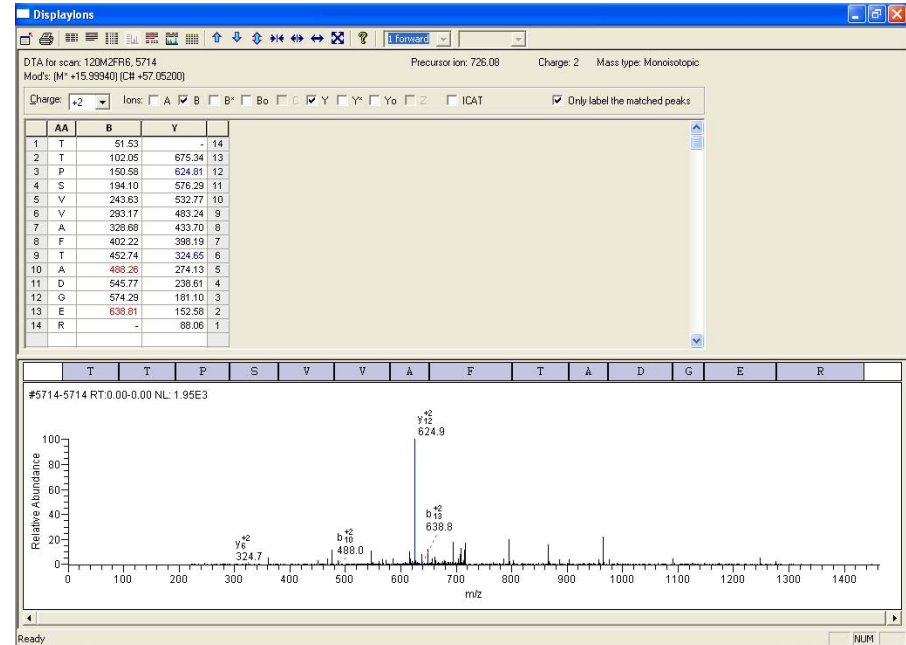 DisplayIons
1 forward
DTA for scan: 120M2FR6, 5714 Precursor ion: 726.08 Charge: 2 Mass type: Monoisotopic
Mod's: (M* +15.99940) (C# +57.05200)
Charge: +2 Ions: A B B* Bo C Y Y* Yo Z ICAT Only label the matched peaks
AA B Y
1 T 51.53 - 14
2 T 102.05 675.34 13
3 P 150.58 624.81 12
4 S 194.10 576.29 11
5 V 243.63 532.77 10
6 V 293.17 483.24 9
7 A 328.68 433.70 8
8 F 402.22 398.19 7
9 T 452.74 324.65 6
10 A 488.26 274.13 5
11 D 545.77 238.61 4
12 G 574.29 181.10 3
13 E 638.81 152.58 2
14 R - 88.06 1
T T P S V V A F T A D G E R
#5714-5714 RT:0.00-0.00 NL: 1.95E3
y12+2
624.9
b13+2
638.8
b10+2
488.0
y6+2
324.7
Relative Abundance
100
80
60
40
20
0
0 100 200 300 400 500 600 700 800 900 1000 1100 1200 1300 1400
m/z
Ready NUM